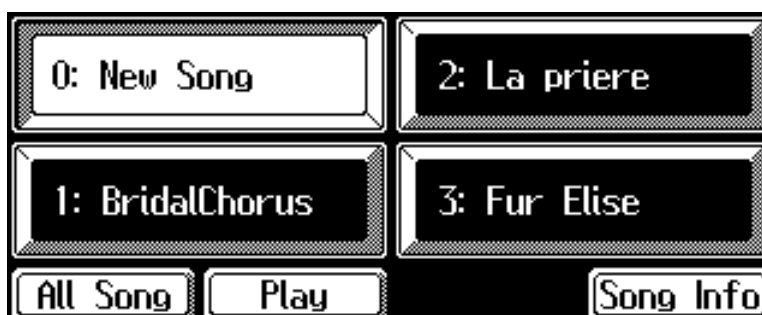 0: New Song
2: La priere
1: BridalChorus
3: Fur Elise
All Song
Play
Song Info